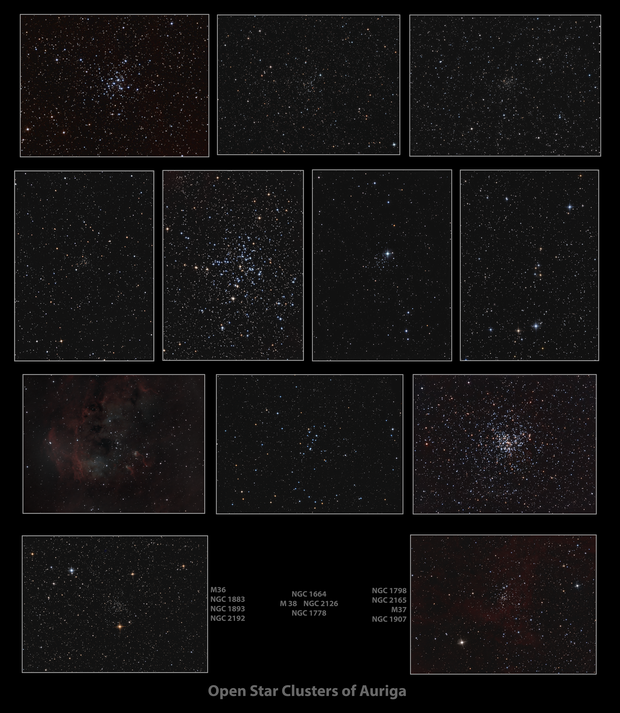 M36
NGC 1883
NGC 1893
NGC 2192
NGC 1664
M 38 NGC 2126
NGC 1778
NGC 1798
NGC 2165
M37
NGC 1907
Open Star Clusters of Auriga